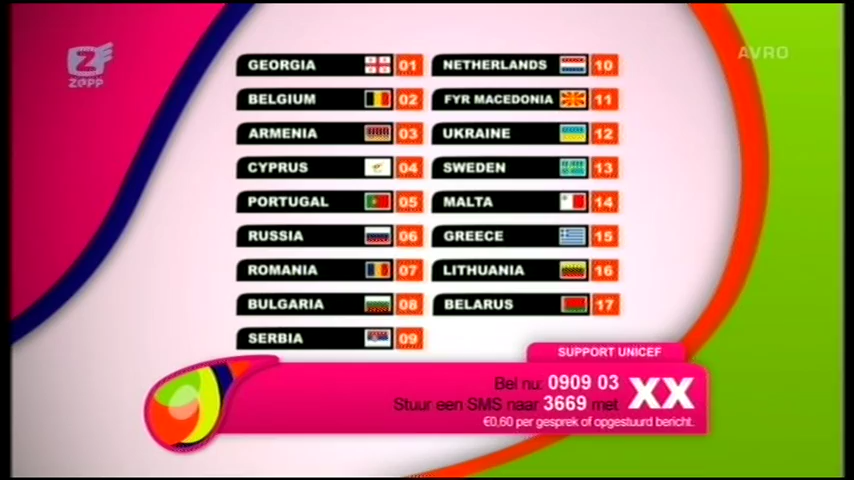 Z
ZAPP
AVRO
GEORGIA 01
BELGIUM 02
ARMENIA 03
CYPRUS 04
PORTUGAL 05
RUSSIA 06
ROMANIA 07
BULGARIA 08
SERBIA 09
NETHERLANDS 10
FYR MACEDONIA 11
UKRAINE 12
SWEDEN 13
MALTA 14
GREECE 15
LITHUANIA 16
BELARUS 17
SUPPORT UNICEF
Bel nu: 0909 03 XX
Stuur een SMS naar 3669 met
€0,60 per gesprek of opgestuurd bericht.